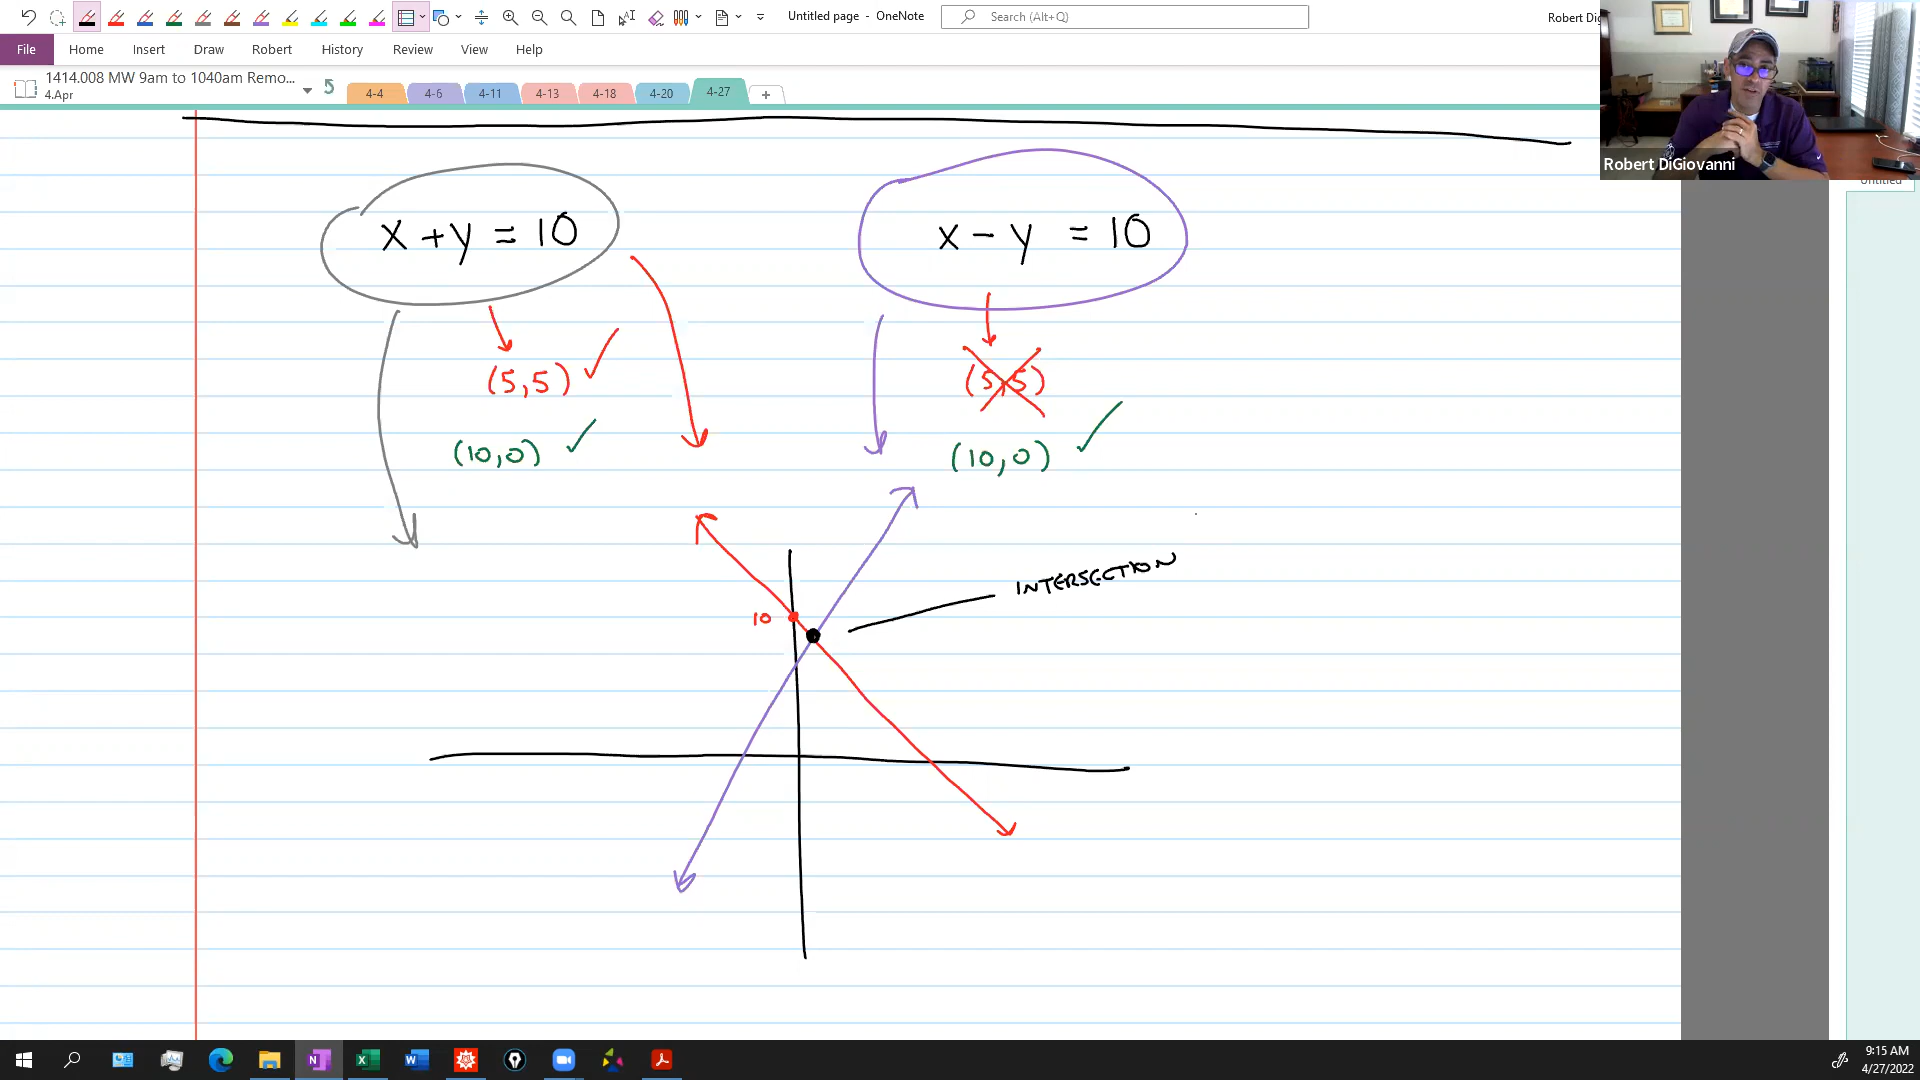 Untitled page - OneNote
Search (Alt+Q)
Robert Dig
File Home Insert Draw Robert History Review View Help
1414.008 MW 9am to 1040am Remo...
4.Apr
4-4 4-6 4-11 4-13 4-18 4-20 4-27
Untitled
Robert DiGiovanni
x + y = 10
x - y = 10
(5,5) ✓
(5,5)
(10,0) ✓
(10,0) ✓
INTERSECTION
10
9:15 AM
4/27/2022